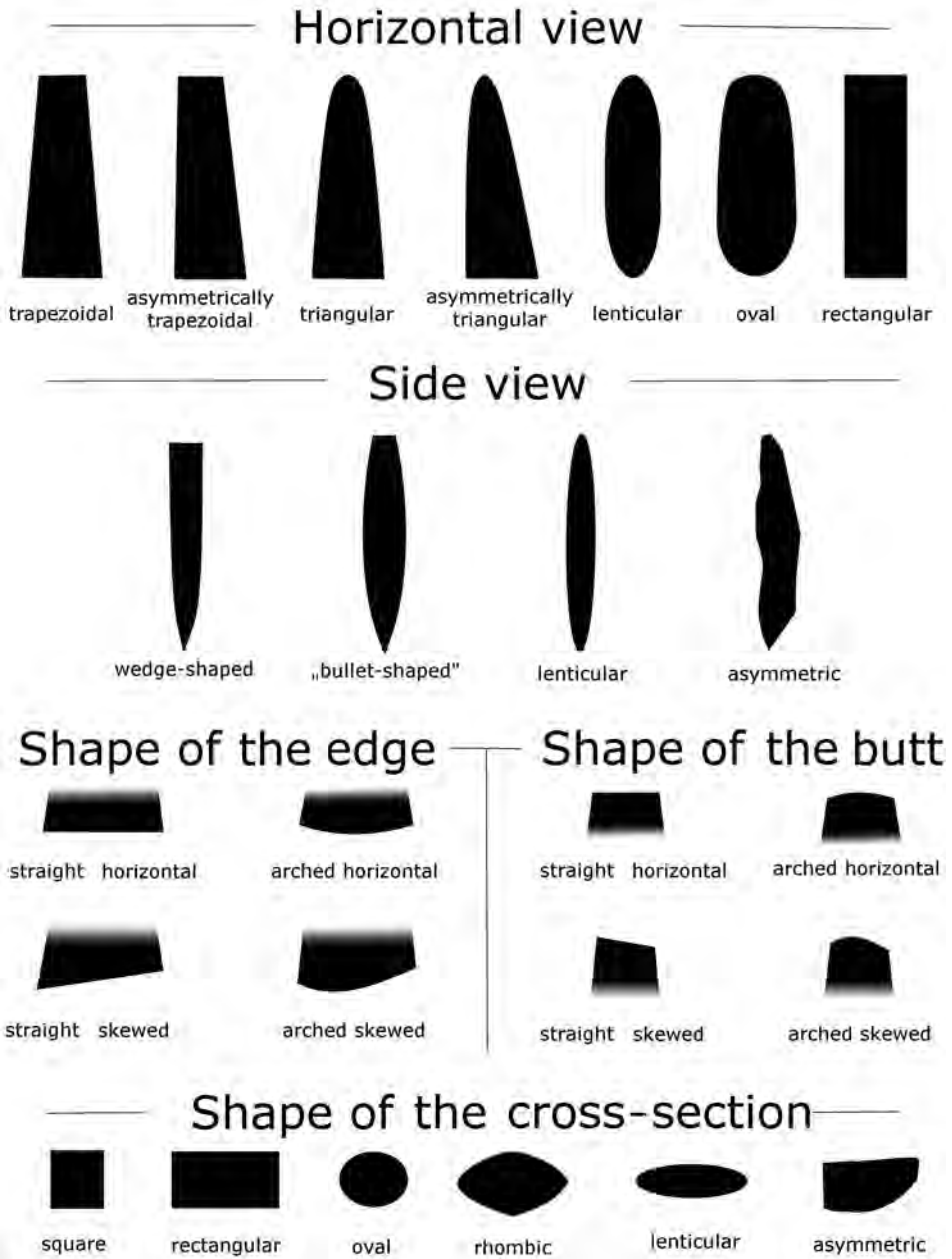 Horizontal view
trapezoidal
asymmetrically
trapezoidal
triangular
asymmetrically
triangular
lenticular
oval
rectangular
Side view
wedge-shaped
„bullet-shaped"
lenticular
asymmetric
Shape of the edge
Shape of the butt
straight horizontal
arched horizontal
straight horizontal
arched horizontal
straight skewed
arched skewed
straight skewed
arched skewed
Shape of the cross-section
square
rectangular
oval
rhombic
lenticular
asymmetric